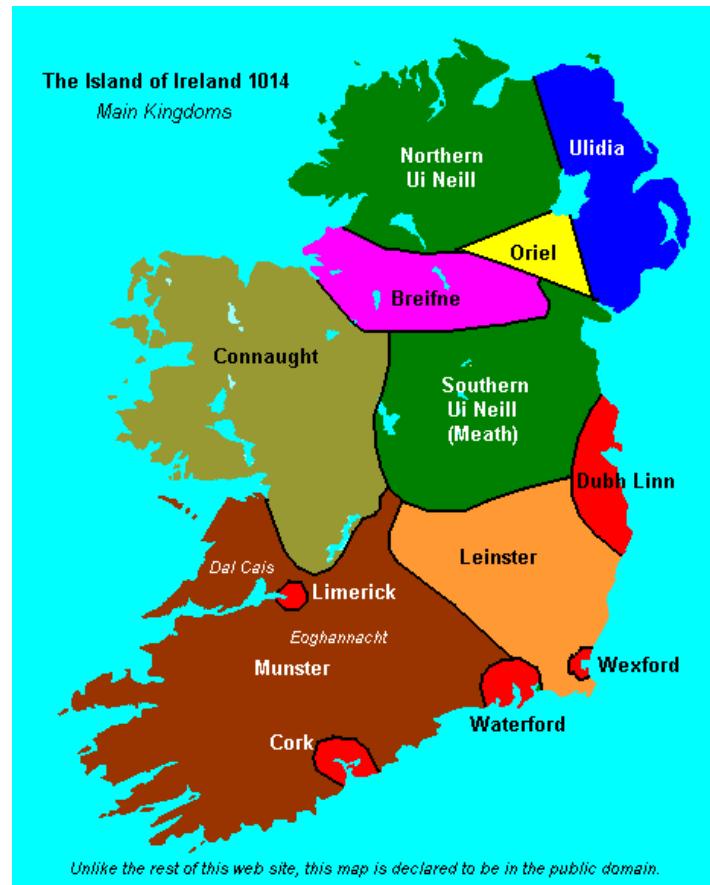 The Island of Ireland 1014
Main Kingdoms
Northern
Ui Neill
Ulidia
Oriel
Breifne
Connaught
Southern
Ui Neill
(Meath)
Dubh Linn
Leinster
Dal Cais
Limerick
Eoghannacht
Munster
Wexford
Waterford
Cork
Unlike the rest of this web site, this map is declared to be in the public domain.